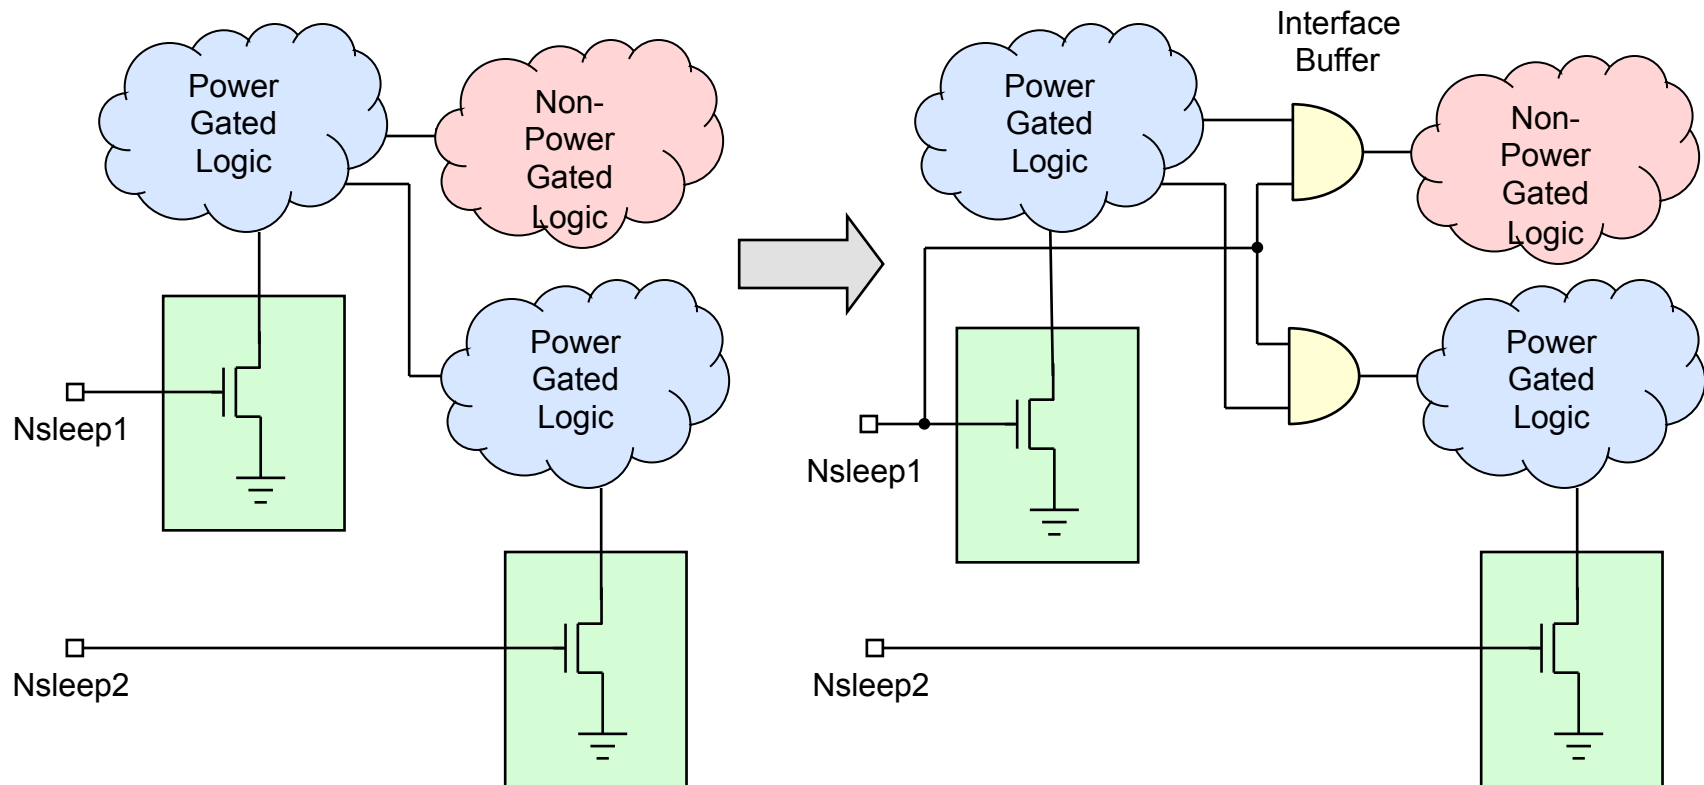 Power
Gated
Logic
Non-
Power
Gated
Logic
Power
Gated
Logic
Nsleep1
Nsleep2
Interface
Buffer
Power
Gated
Logic
Non-
Power
Gated
Logic
Power
Gated
Logic
Nsleep1
Nsleep2